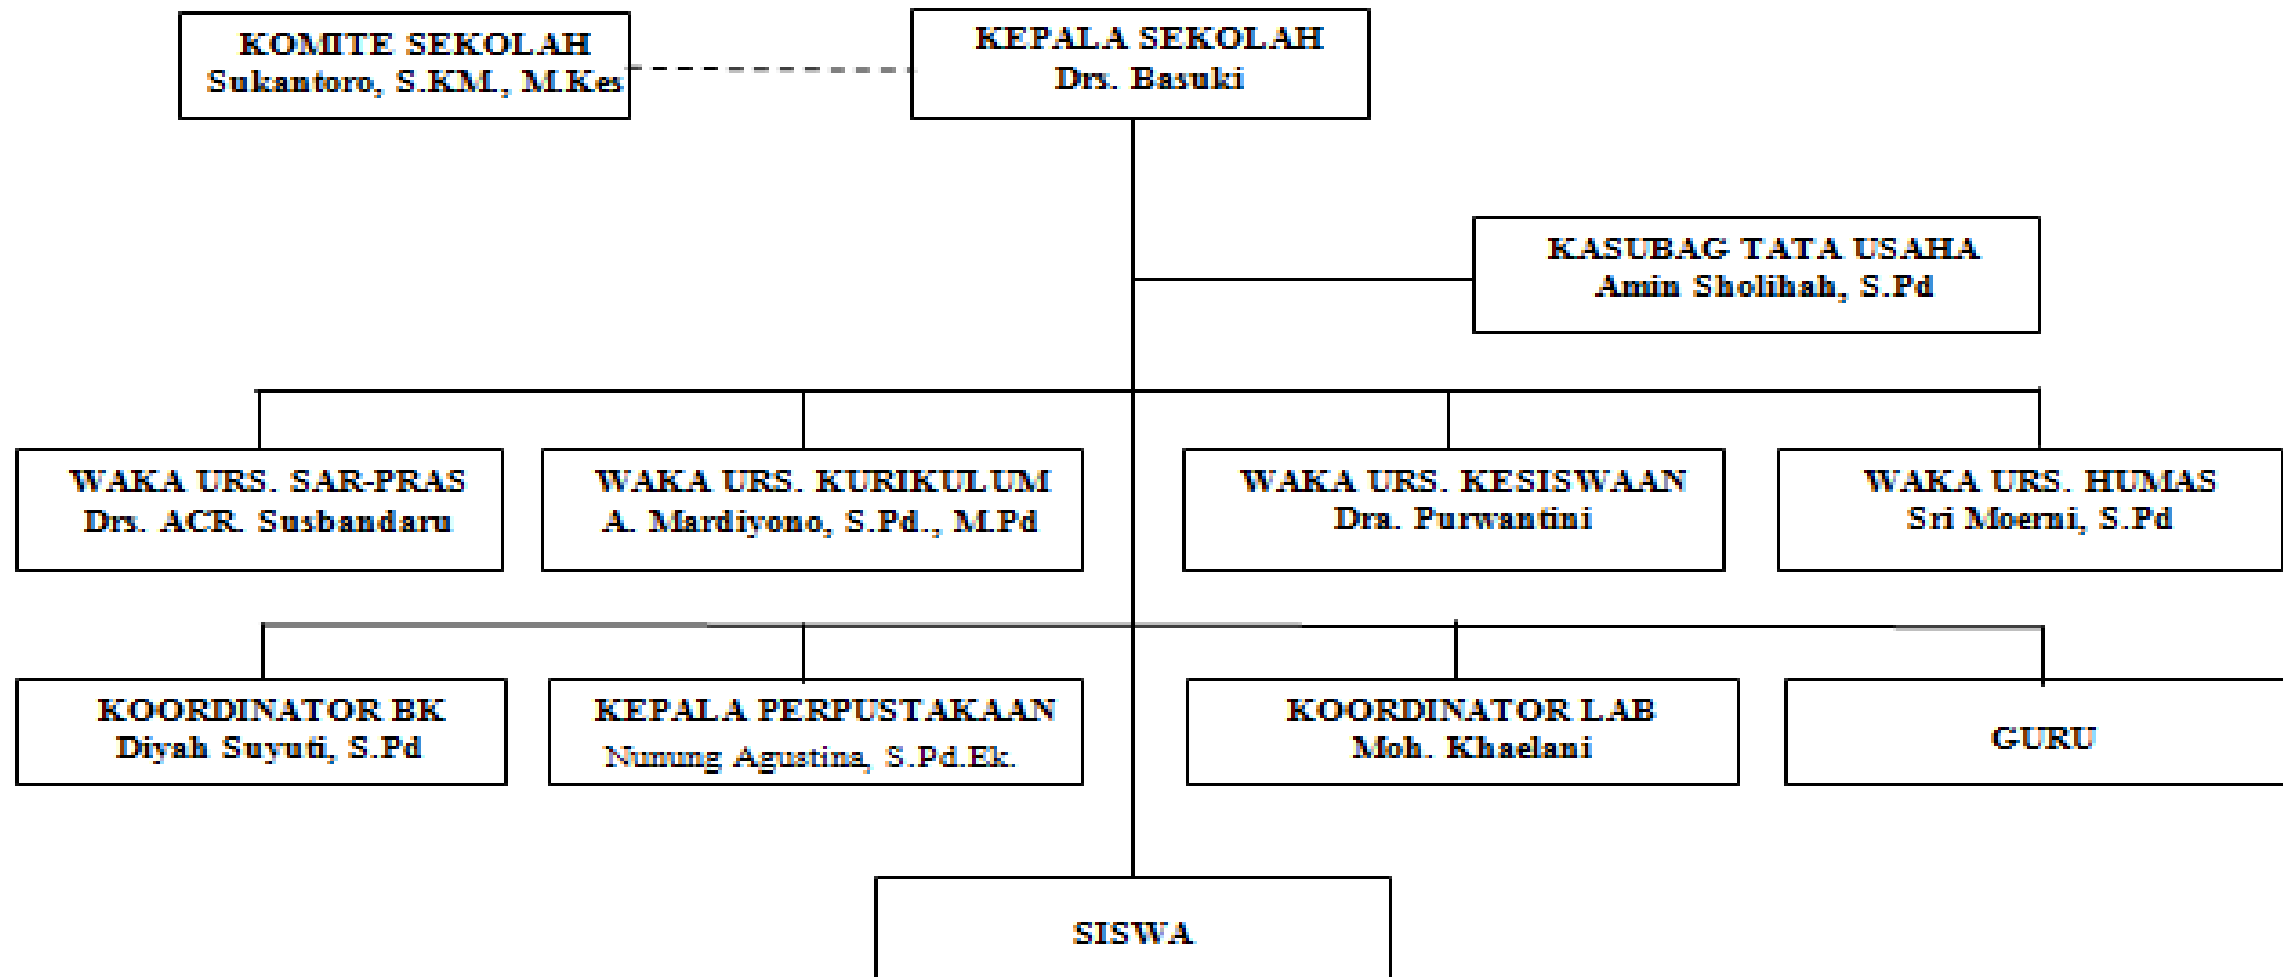 KOMITE SEKOLAH
Sukantoro, S.KM., M.Kes
KEPALA SEKOLAH
Drs. Basuki
KASUBAG TATA USAHA
Amin Sholihah, S.Pd
WAKA URS. SAR-PRAS
Drs. ACR. Susbandaru
WAKA URS. KURIKULUM
A. Mardiyono, S.Pd., M.Pd
WAKA URS. KESISWAAN
Dra. Purwantini
WAKA URS. HUMAS
Sri Moerni, S.Pd
KOORDINATOR BK
Diyah Suyuti, S.Pd
KEPALA PERPUSTAKAAN
Nunung Agustina, S.Pd.Ek.
KOORDINATOR LAB
Moh. Khaelani
GURU
SISWA